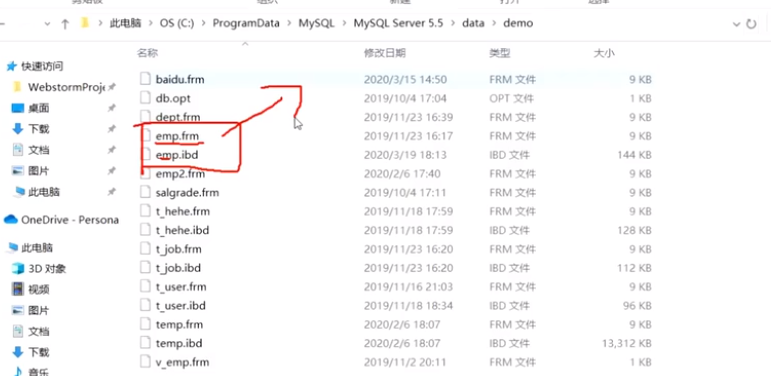 此电脑 > OS (C:) > ProgramData > MySQL > MySQL Server 5.5 > data > demo
名称 修改日期 类型 大小
快速访问
WebstormProje
桌面
下载
文档
图片
此电脑
OneDrive - Persona
此电脑
3D 对象
视频
图片
文档
下载
音乐
baidu.frm 2020/3/15 14:50 FRM 文件 9 KB
db.opt 2019/10/4 17:04 OPT 文件 1 KB
dept.frm 2019/11/23 16:39 FRM 文件 9 KB
emp.frm 2019/11/23 16:17 FRM 文件 9 KB
emp.ibd 2020/3/19 18:13 IBD 文件 144 KB
emp2.frm 2020/2/6 17:40 FRM 文件 9 KB
salgrade.frm 2019/10/4 17:11 FRM 文件 9 KB
t_hehe.frm 2019/11/18 17:59 FRM 文件 9 KB
t_hehe.ibd 2019/11/18 17:59 IBD 文件 128 KB
t_job.frm 2019/11/23 16:20 FRM 文件 9 KB
t_job.ibd 2019/11/23 16:20 IBD 文件 112 KB
t_user.frm 2019/11/16 21:03 FRM 文件 9 KB
t_user.ibd 2019/11/18 18:34 IBD 文件 96 KB
temp.frm 2020/2/6 18:07 FRM 文件 9 KB
temp.ibd 2020/2/6 18:07 IBD 文件 13,312 KB
v_emp.frm 2019/11/2 20:11 FRM 文件 1 KB